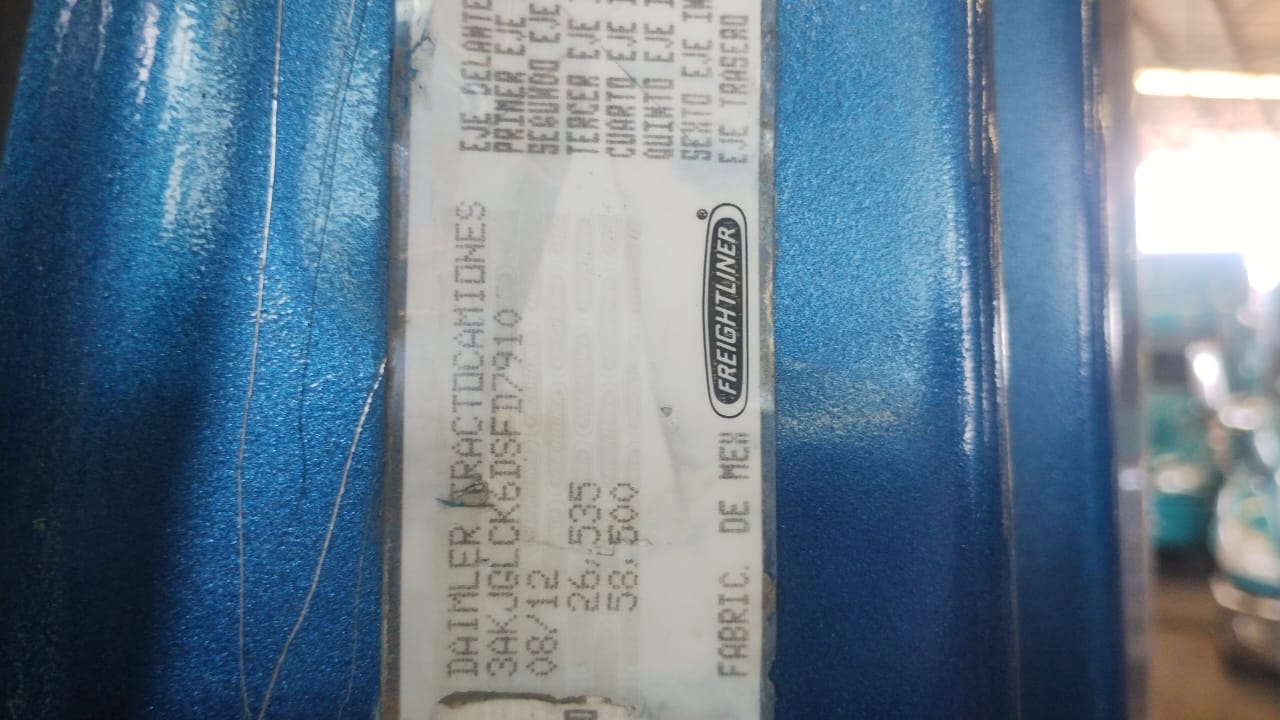 DAIMLER TRACTOCAMIONES
3AKJGLCK6DSFD7910
08/12
26,535
58,500
FABRIC. DE MEX
FREIGHTLINER®
EJE DELANTE
PRIMER EJE
SEGUNDO EJE
TERCER EJE
CUARTO EJE I
QUINTO EJE I
SEXTO EJE IN
EJE TRASERO